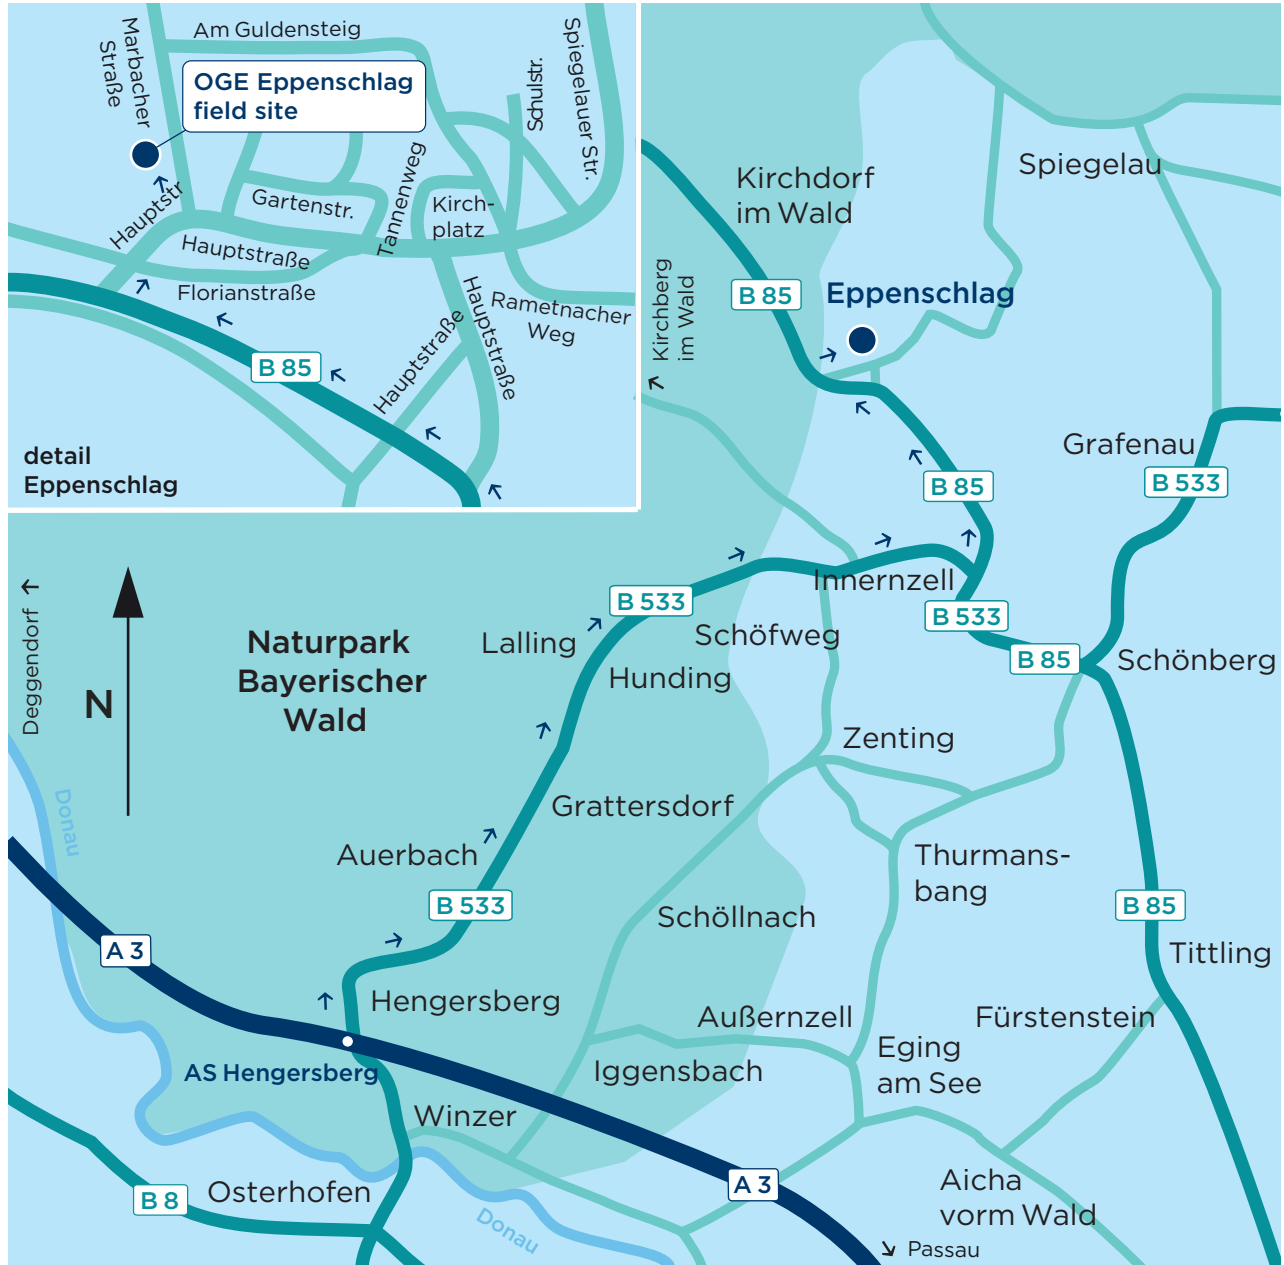 Marbacher
Straße
Am Guldensteig
Spiegelauer Str.
Schulstr.
OGE Eppenschlag
field site
Hauptstr
Gartenstr.
Tannenweg
Kirch-
platz
Hauptstraße
Florianstraße
Hauptstraße
Hauptstraße
Rametnacher
Weg
B 85
detail
Eppenschlag
Kirchdorf
im Wald
Spiegelau
B 85
Eppenschlag
Kirchberg
im Wald
Grafenau
B 85
B 533
Deggendorf
N
Naturpark
Bayerischer
Wald
B 533
Innernzell
B 533
Lalling
Schöfweg
B 85
Schönberg
Hunding
Zenting
Donau
Grattersdorf
Auerbach
Thurmans-
bang
B 533
Schöllnach
B 85
A 3
Tittling
Hengersberg
Außernzell
Fürstenstein
AS Hengersberg
Iggensbach
Eging
am See
Winzer
B 8
Osterhofen
A 3
Aicha
vorm Wald
Donau
Passau